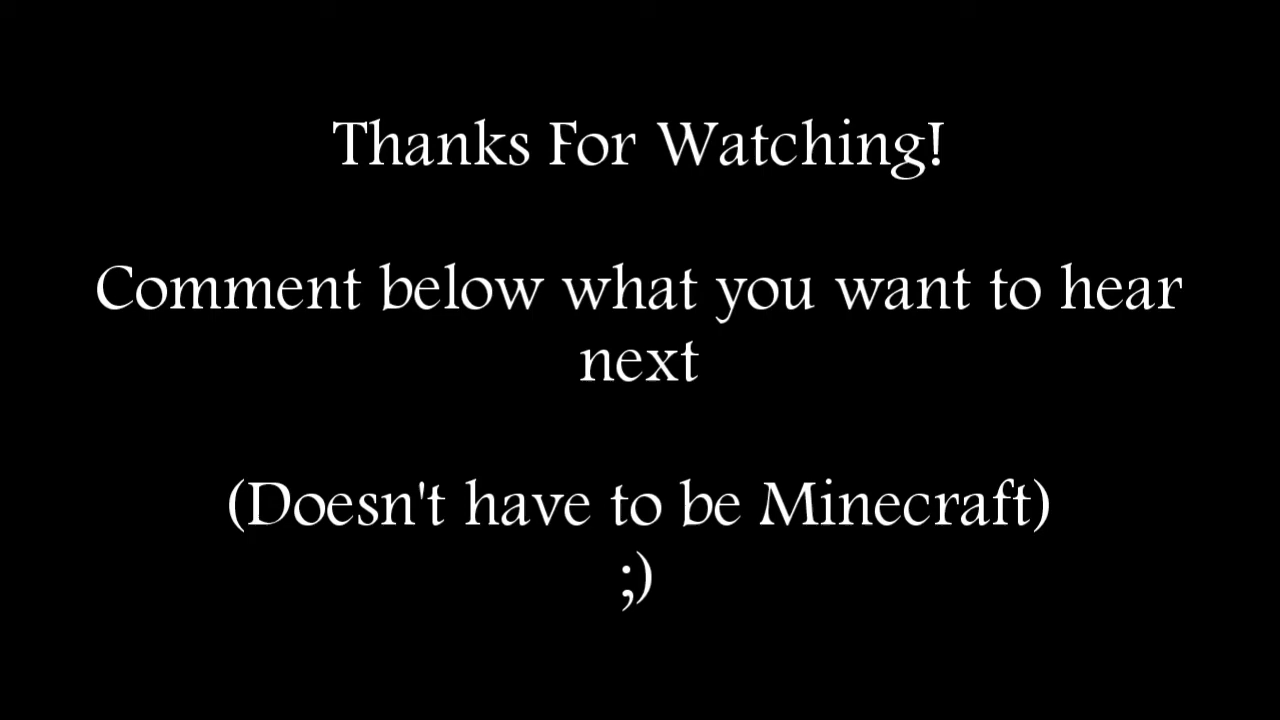 Thanks For Watching!
Comment below what you want to hear
next
(Doesn't have to be Minecraft)
;)